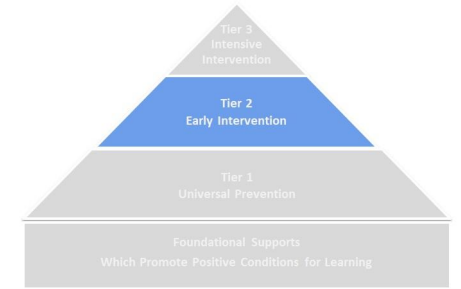 Tier 3
Intensive
Intervention
Tier 2
Early Intervention
Tier 1
Universal Prevention
Foundational Supports
Which Promote Positive Conditions for Learning